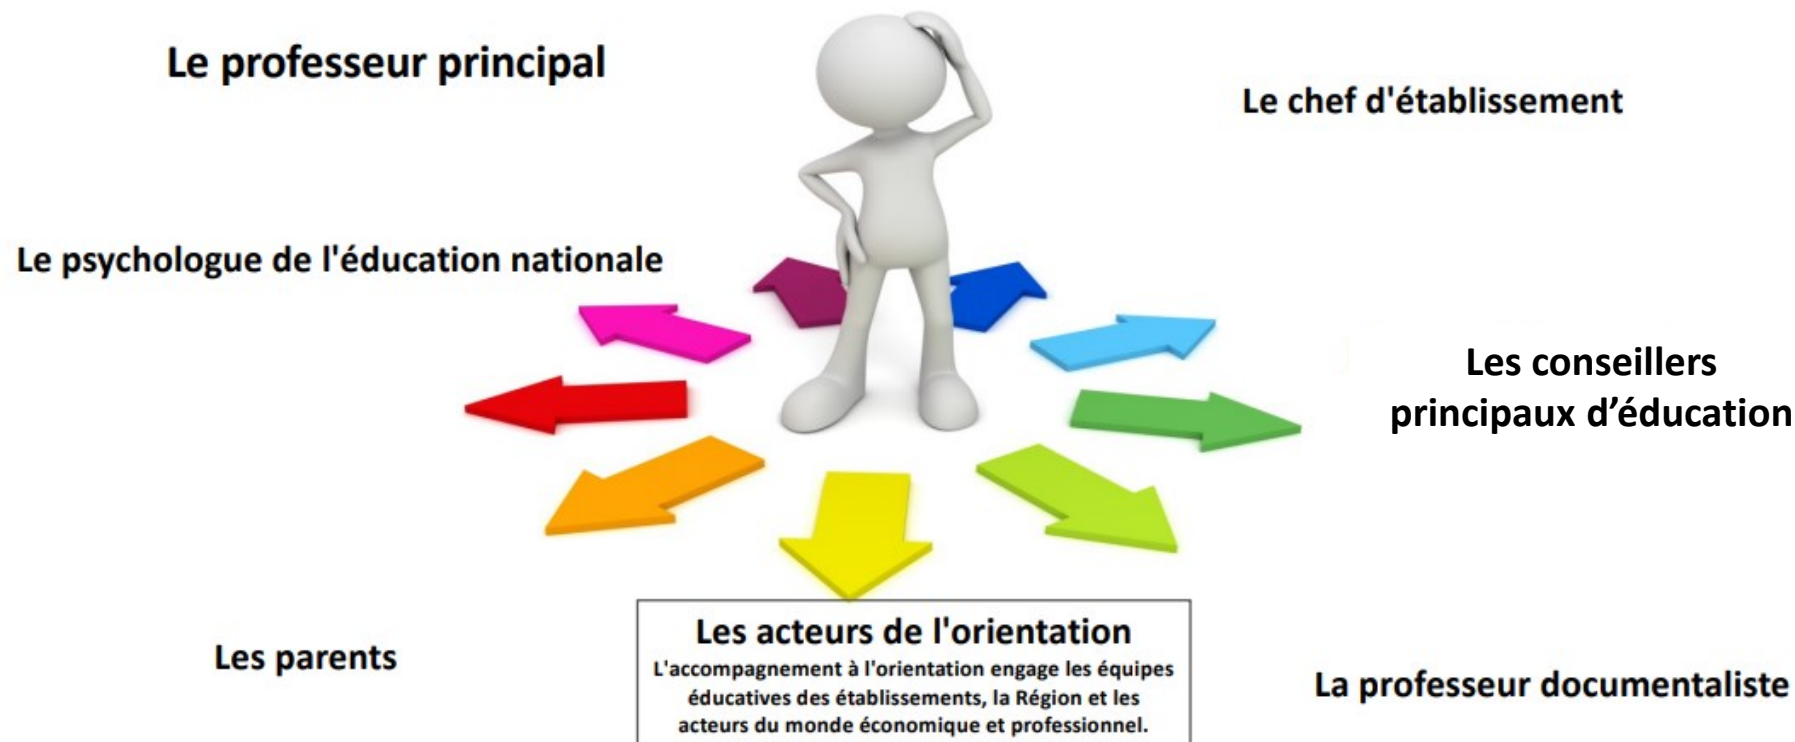 Le professeur principal
Le chef d'établissement
Le psychologue de l'éducation nationale
Les conseillers
principaux d’éducation
Les parents
Les acteurs de l'orientation
L'accompagnement à l'orientation engage les équipes
éducatives des établissements, la Région et les
acteurs du monde économique et professionnel.
La professeur documentaliste